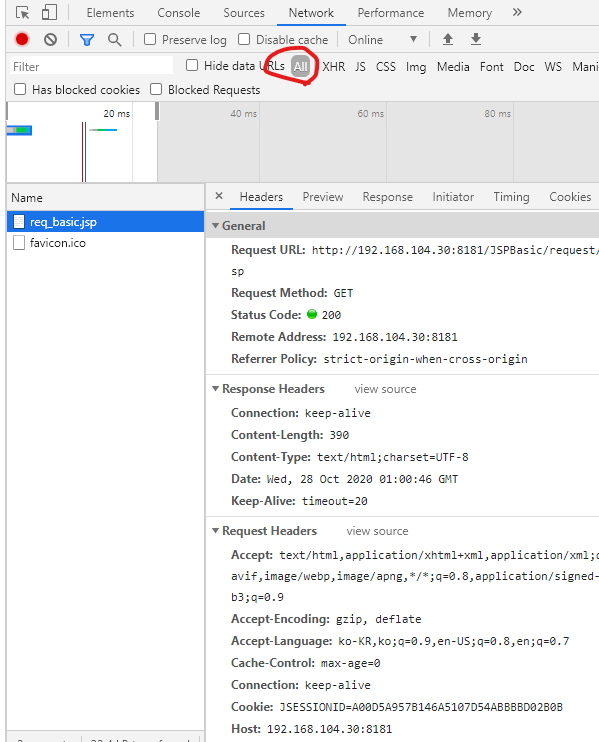 Elements Console Sources Network Performance Memory »
Preserve log Disable cache Online
Filter Hide data URLs All XHR JS CSS Img Media Font Doc WS Mani
Has blocked cookies Blocked Requests
20 ms 40 ms 60 ms 80 ms
Name × Headers Preview Response Initiator Timing Cookies
req_basic.jsp
favicon.ico
General
Request URL: http://192.168.104.30:8181/JSPBasic/request/
sp
Request Method: GET
Status Code: 200
Remote Address: 192.168.104.30:8181
Referrer Policy: strict-origin-when-cross-origin
Response Headers view source
Connection: keep-alive
Content-Length: 390
Content-Type: text/html;charset=UTF-8
Date: Wed, 28 Oct 2020 01:00:46 GMT
Keep-Alive: timeout=20
Request Headers view source
Accept: text/html,application/xhtml+xml,application/xml;q
avif,image/webp,image/apng,*/*;q=0.8,application/signed-
b3;q=0.9
Accept-Encoding: gzip, deflate
Accept-Language: ko-KR,ko;q=0.9,en-US;q=0.8,en;q=0.7
Cache-Control: max-age=0
Connection: keep-alive
Cookie: JSESSIONID=A00D5A957B146A5107D54ABBBBD02B0B
Host: 192.168.104.30:8181